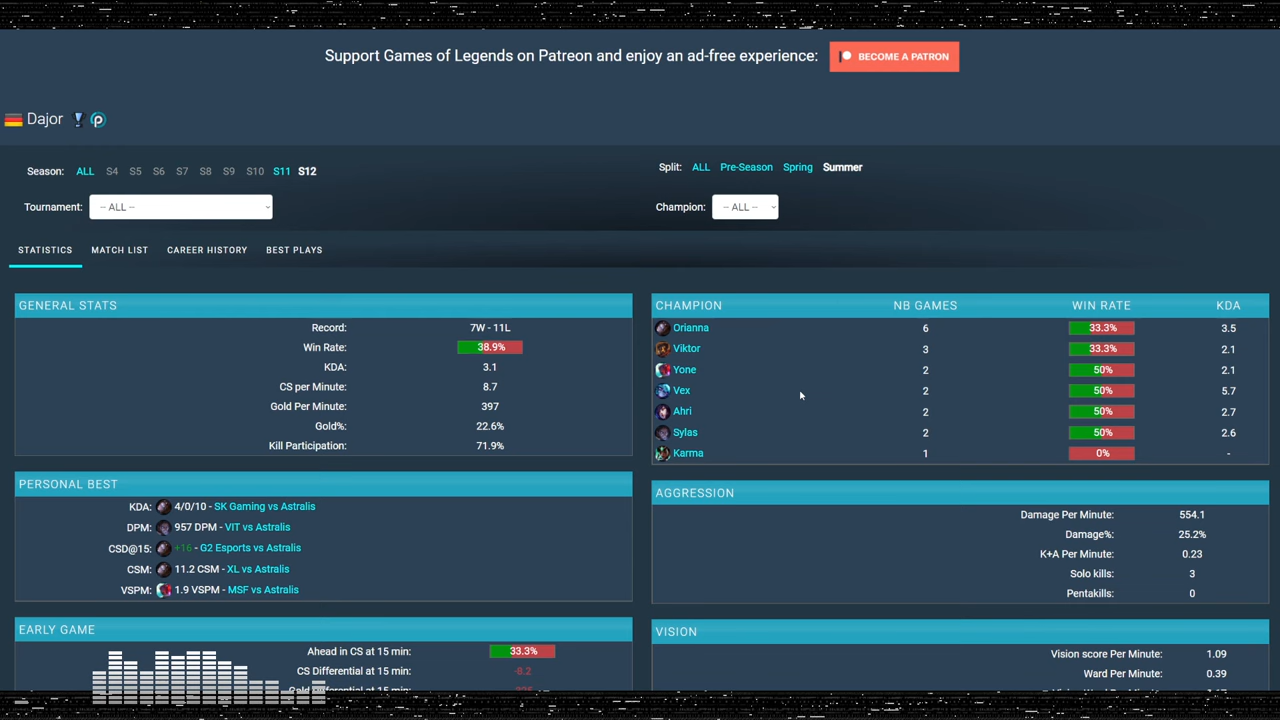 Support Games of Legends on Patreon and enjoy an ad-free experience: BECOME A PATRON
Dajor
Season: ALL S4 S5 S6 S7 S8 S9 S10 S11 S12
Split: ALL Pre-Season Spring Summer
Tournament: -- ALL --
Champion: -- ALL --
STATISTICS MATCH LIST CAREER HISTORY BEST PLAYS
GENERAL STATS
Record: 7W - 11L
Win Rate: 38.9%
KDA: 3.1
CS per Minute: 8.7
Gold Per Minute: 397
Gold%: 22.6%
Kill Participation: 71.9%
PERSONAL BEST
KDA: 4/0/10 - SK Gaming vs Astralis
DPM: 957 DPM - VIT vs Astralis
CSD@15: +16 - G2 Esports vs Astralis
CSM: 11.2 CSM - XL vs Astralis
VSPM: 1.9 VSPM - MSF vs Astralis
EARLY GAME
Ahead in CS at 15 min: 33.3%
CS Differential at 15 min: -8.2
Gold Differential at 15 min:
CHAMPION NB GAMES WIN RATE KDA
Orianna 6 33.3% 3.5
Viktor 3 33.3% 2.1
Yone 2 50% 2.1
Vex 2 50% 5.7
Ahri 2 50% 2.7
Sylas 2 50% 2.6
Karma 1 0% -
AGGRESSION
Damage Per Minute: 554.1
Damage%: 25.2%
K+A Per Minute: 0.23
Solo kills: 3
Pentakills: 0
VISION
Vision score Per Minute: 1.09
Ward Per Minute: 0.39